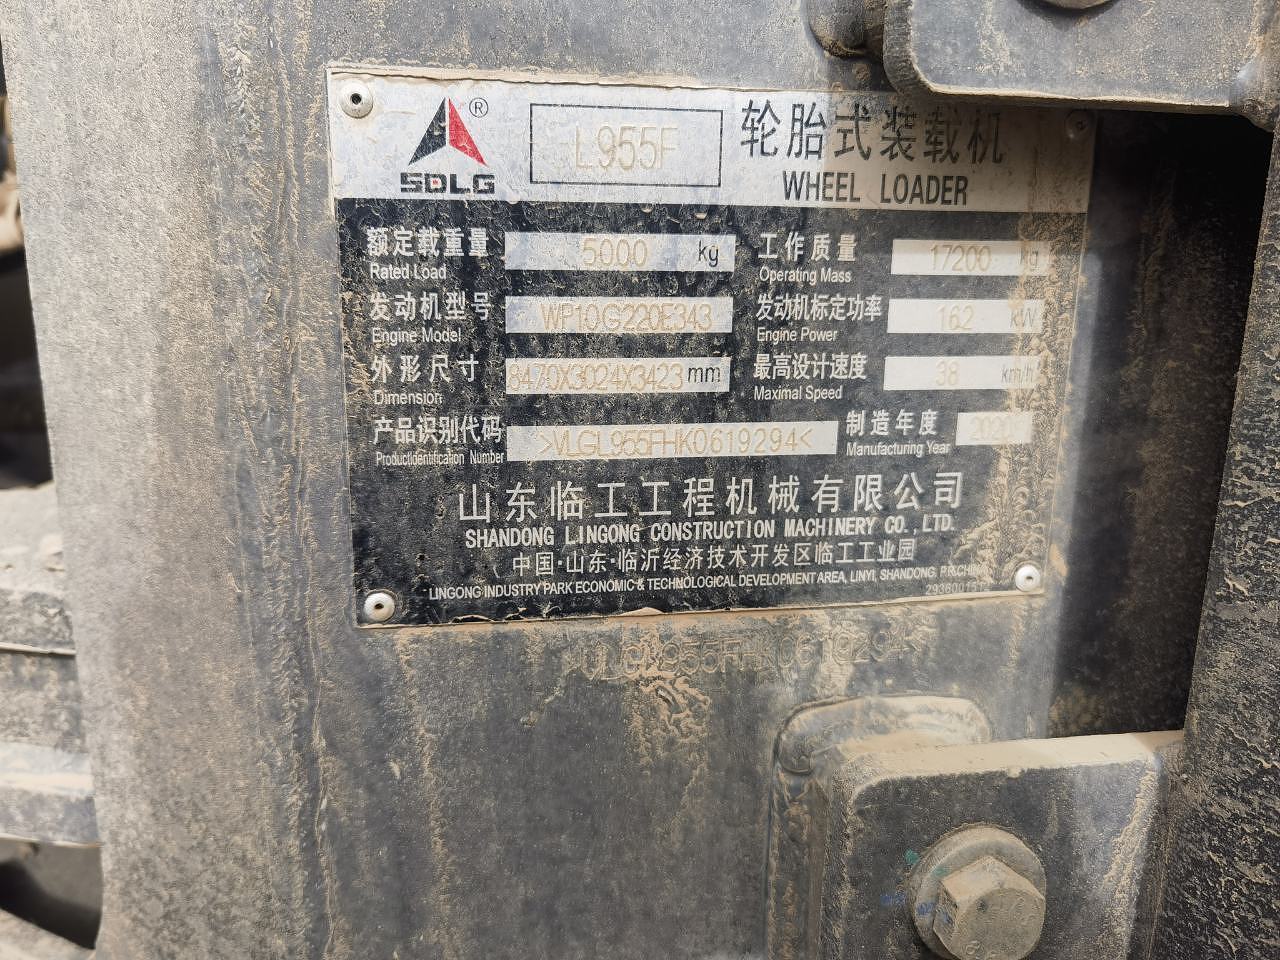 ®
SDLG
L955F
轮胎式装载机
WHEEL LOADER
额定载重量 5000 kg 工作质量 17200 kg
Rated Load Operating Mass
发动机型号 WP10.G220E343 发动机标定功率 162 kW
Engine Model Engine Power
外形尺寸 8470X3024X3423 mm 最高设计速度 38 km/h
Dimension Maximal Speed
产品识别代码 >VLGL955FHK0619294< 制造年度 2020
ProductIdentification Number Manufacturing Year
山东临工工程机械有限公司
SHANDONG LINGONG CONSTRUCTION MACHINERY CO., LTD.
中国·山东·临沂经济技术开发区临工工业园
LINGONG INDUSTRY PARK ECONOMIC & TECHNOLOGICAL DEVELOPMENT AREA, LINYI, SHANDONG, P.R.CHINA
VLGL955FHK0619294<